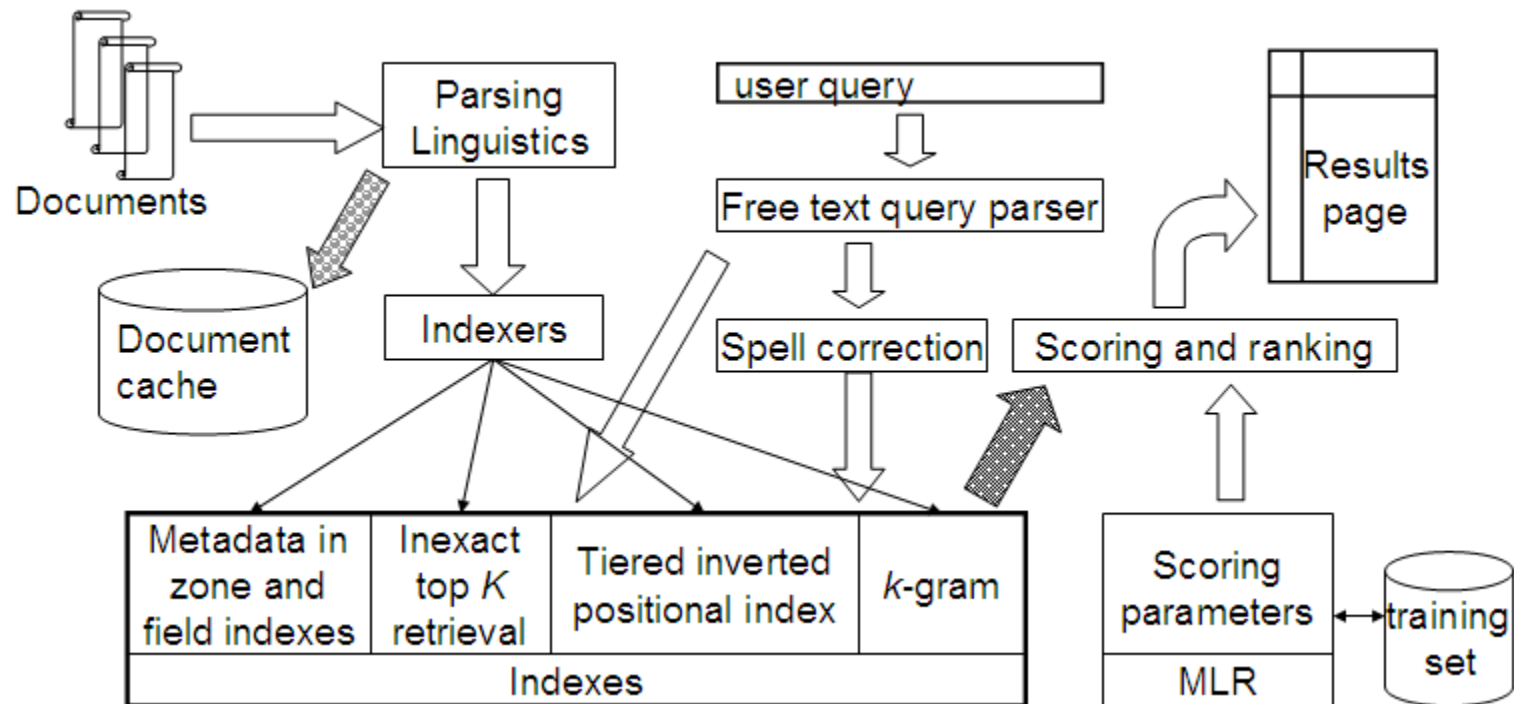 Documents
Parsing
Linguistics
user query
Results
page
Free text query parser
Document
cache
Indexers
Spell correction
Scoring and ranking
Metadata in
zone and
field indexes
Inexact
top K
retrieval
Tiered inverted
positional index
k-gram
Indexes
Scoring
parameters
MLR
training
set